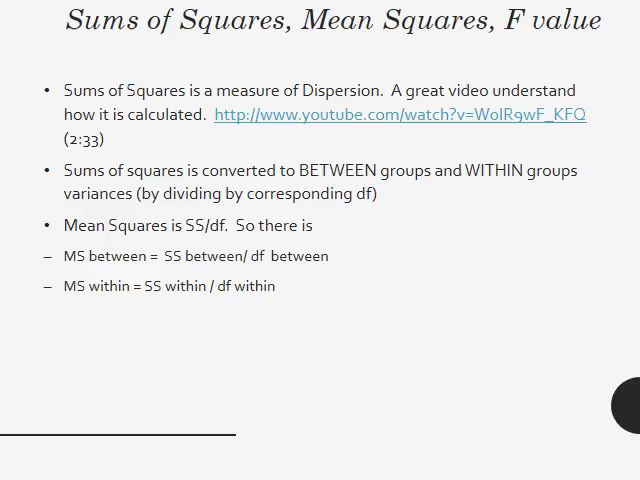 Sums of Squares, Mean Squares, F value
• Sums of Squares is a measure of Dispersion. A great video understand
how it is calculated. http://www.youtube.com/watch?v=WolR9wF_KFQ
(2:33)
• Sums of squares is converted to BETWEEN groups and WITHIN groups
variances (by dividing by corresponding df)
• Mean Squares is SS/df. So there is
– MS between = SS between/ df between
– MS within = SS within / df within